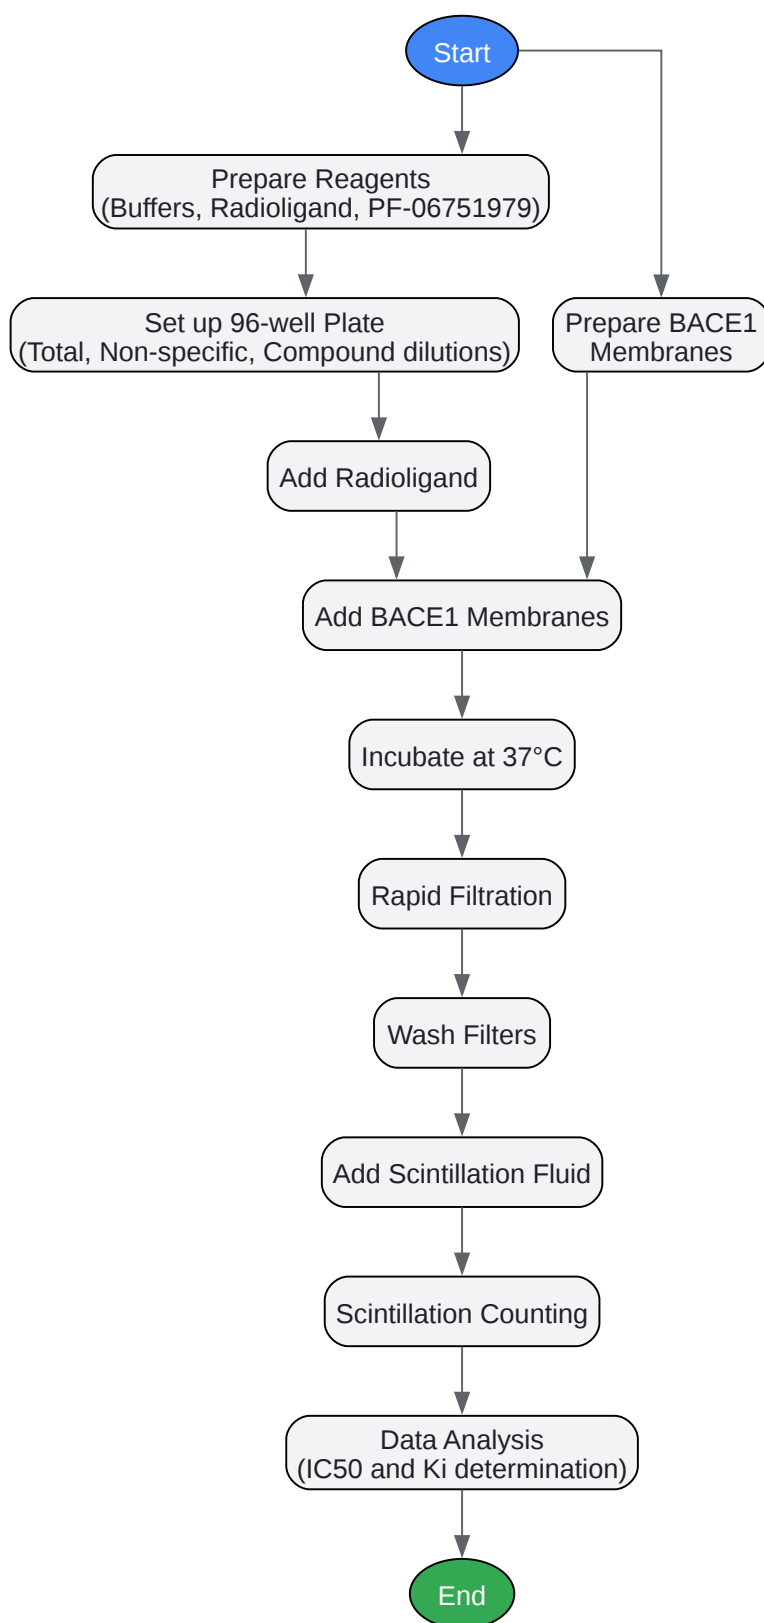 Start
Prepare Reagents
(Buffers, Radioligand, PF-06751979)
Set up 96-well Plate
(Total, Non-specific, Compound dilutions)
Prepare BACE1
Membranes
Add Radioligand
Add BACE1 Membranes
Incubate at 37°C
Rapid Filtration
Wash Filters
Add Scintillation Fluid
Scintillation Counting
Data Analysis
(IC50 and Ki determination)
End